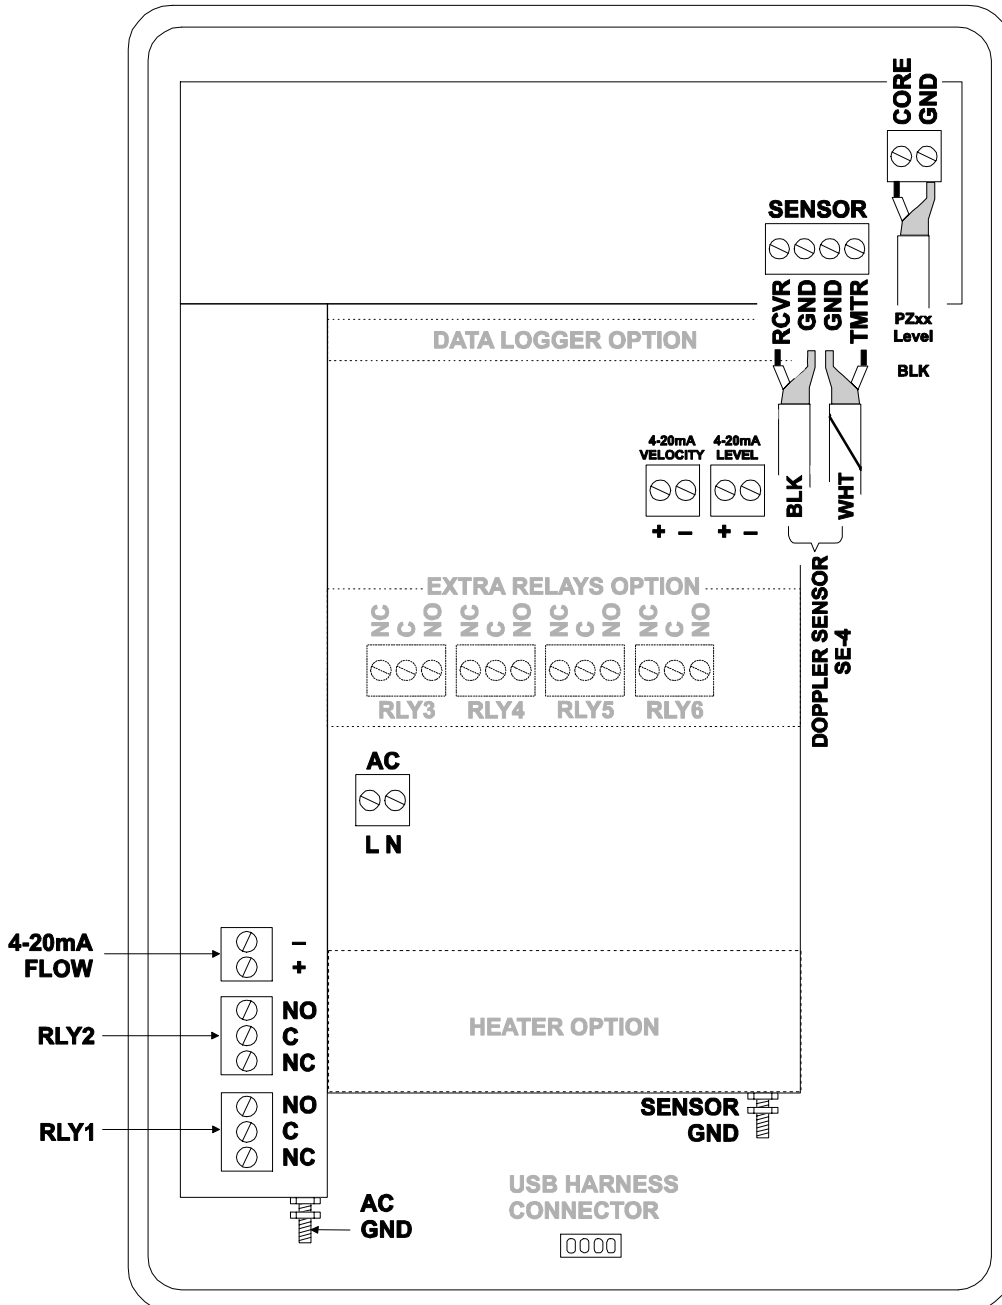 CORE
GND
SENSOR
RCVR
GND
GND
TMTR
PZxx
Level
BLK
DATA LOGGER OPTION
4-20mA
VELOCITY
+ –
4-20mA
LEVEL
+ –
BLK
WHT
DOPPLER SENSOR
SE-4
EXTRA RELAYS OPTION
NC C NO
NC C NO
NC C NO
NC C NO
RLY3
RLY4
RLY5
RLY6
AC
L N
4-20mA
FLOW
–
+
RLY2
NO
C
NC
HEATER OPTION
RLY1
NO
C
NC
SENSOR
GND
AC
GND
USB HARNESS
CONNECTOR